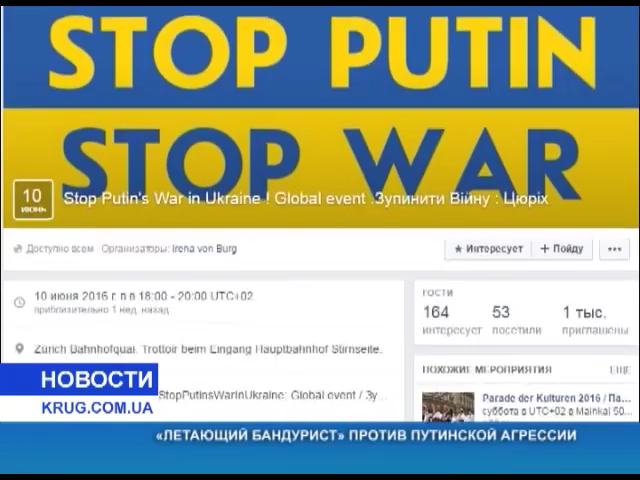 STOP PUTIN
STOP WAR
10
июнь
Stop Putin's War in Ukraine ! Global event .Зупинити Війну : Цюріх
Доступно всем · Организаторы: Irena von Burg
Интересует
Пойду
10 июня 2016 г. в 18:00 - 20:00 UTC+02
приблизительно 1 нед. назад
Zürich Bahnhofquai. Trottoir beim Eingang Hauptbahnhof Stirnseite.
StopPutinsWarInUkraine: Global event / Зу...
ГОСТИ
164 53 1 тыс.
интересует посетили приглашены
ПОХОЖИЕ МЕРОПРИЯТИЯ ЕЩЕ
Parade der Kulturen 2016 / Па...
суббота в UTC+02 в Mainkai 50...
НОВОСТИ
KRUG.COM.UA
«ЛЕТАЮЩИЙ БАНДУРИСТ» ПРОТИВ ПУТИНСКОЙ АГРЕССИИ